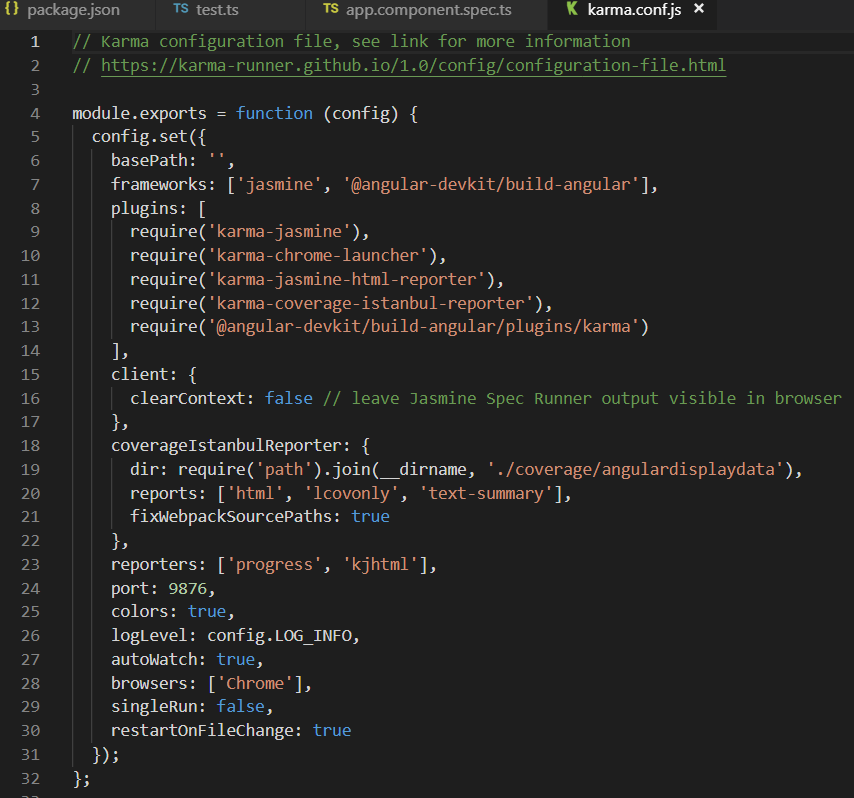 {} package.json TS test.ts TS app.component.spec.ts K karma.conf.js ×
1 // Karma configuration file, see link for more information
2 // https://karma-runner.github.io/1.0/config/configuration-file.html
3
4 module.exports = function (config) {
5   config.set({
6     basePath: '',
7     frameworks: ['jasmine', '@angular-devkit/build-angular'],
8     plugins: [
9       require('karma-jasmine'),
10       require('karma-chrome-launcher'),
11       require('karma-jasmine-html-reporter'),
12       require('karma-coverage-istanbul-reporter'),
13       require('@angular-devkit/build-angular/plugins/karma')
14     ],
15     client: {
16       clearContext: false // leave Jasmine Spec Runner output visible in browser
17     },
18     coverageIstanbulReporter: {
19       dir: require('path').join(__dirname, './coverage/angulardisplaydata'),
20       reports: ['html', 'lcovonly', 'text-summary'],
21       fixWebpackSourcePaths: true
22     },
23     reporters: ['progress', 'kjhtml'],
24     port: 9876,
25     colors: true,
26     logLevel: config.LOG_INFO,
27     autoWatch: true,
28     browsers: ['Chrome'],
29     singleRun: false,
30     restartOnFileChange: true
31   });
32 };
33